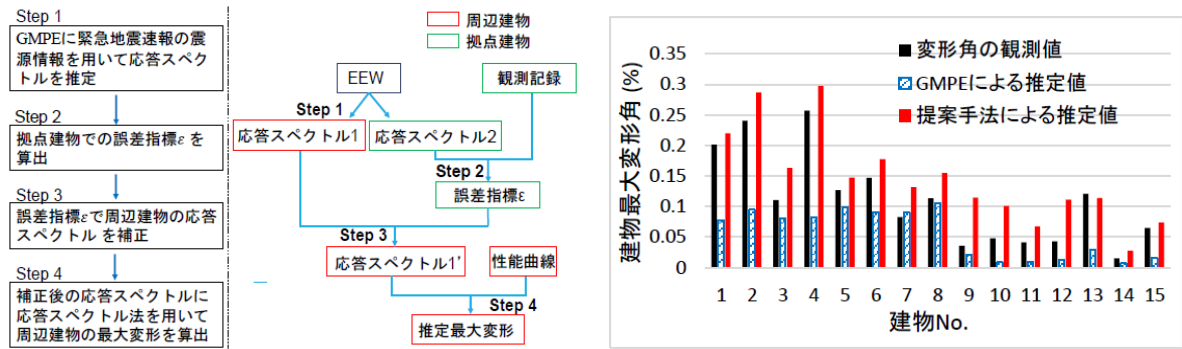 Step 1
GMPEに緊急地震速報の震
源情報を用いて応答スペク
トルを推定
Step 2
拠点建物での誤差指標ε を
算出
Step 3
誤差指標εで周辺建物の応答
スペクトル を補正
Step 4
補正後の応答スペクトルに
応答スペクトル法を用いて
周辺建物の最大変形を算出
周辺建物
拠点建物
EEW
観測記録
Step 1
応答スペクトル1
応答スペクトル2
Step 2
誤差指標ε
Step 3
応答スペクトル1'
性能曲線
Step 4
推定最大変形
建物最大変形角 (%)
0.35
0.3
0.25
0.2
0.15
0.1
0.05
0
変形角の観測値
GMPEによる推定値
提案手法による推定値
1 2 3 4 5 6 7 8 9 10 11 12 13 14 15
建物No.